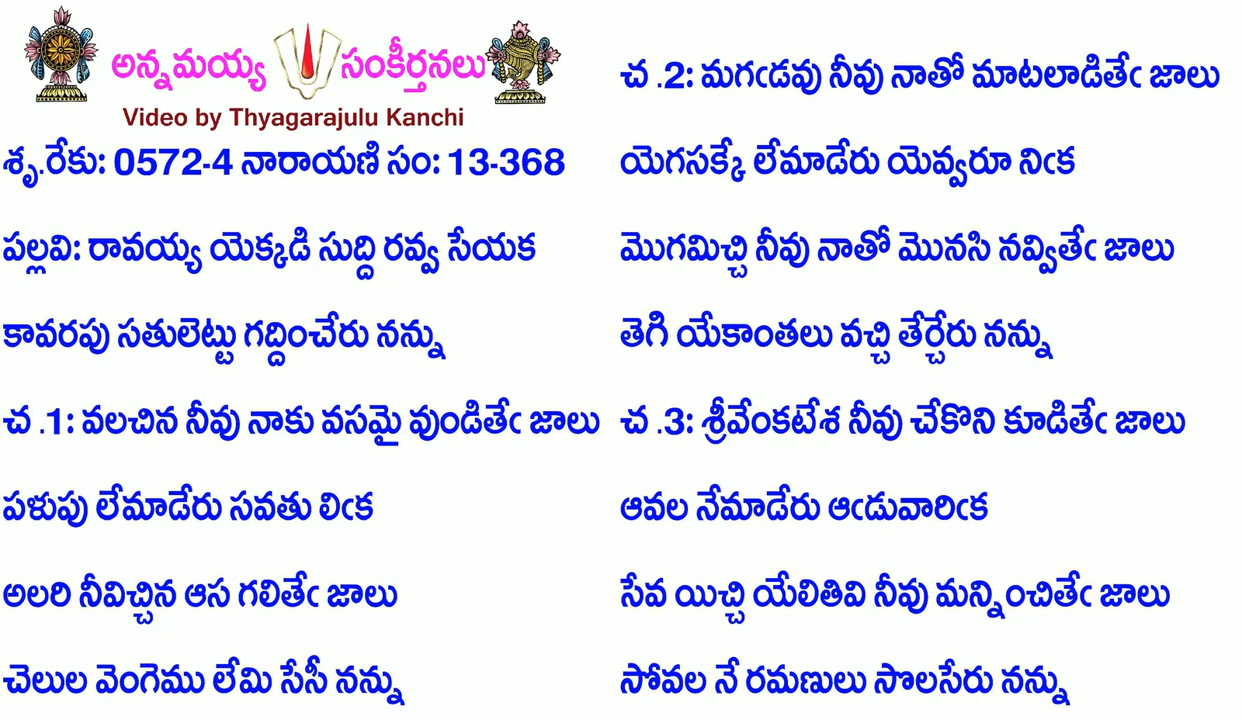 అన్నమయ్య సంకీర్తనలు
Video by Thyagarajulu Kanchi
శృ.రేకు: 0572-4 నారాయణి సం: 13-368
పల్లవి: రావయ్య యెక్కడి సుద్ది రవ్వ సేయక
కావరపు సతులెట్టు గద్దించేరు నన్ను
చ .1: వలచిన నీవు నాకు వసమై వుండితేఁ జాలు
పళుపు లేమాడేరు సవతు లిఁక
అలరి నీవిచ్చిన ఆస గలితేఁ జాలు
చెలుల వెంగెము లేమి సేసీ నన్ను
చ .2: మగఁడవు నీవు నాతో మాటలాడితేఁ జాలు
యెగసక్కే లేమాడేరు యెవ్వరూ నిఁక
మొగమిచ్చి నీవు నాతో మొనసి నవ్వితేఁ జాలు
తెగి యేకాంతలు వచ్చి తేర్చేరు నన్ను
చ .3: శ్రీవేంకటేశ నీవు చేకొని కూడితేఁ జాలు
ఆవల నేమాడేరు ఆఁడువారిఁక
సేవ యిచ్చి యేలితివి నీవు మన్నించితేఁ జాలు
సోవల నే రమణులు సొలసేరు నన్ను